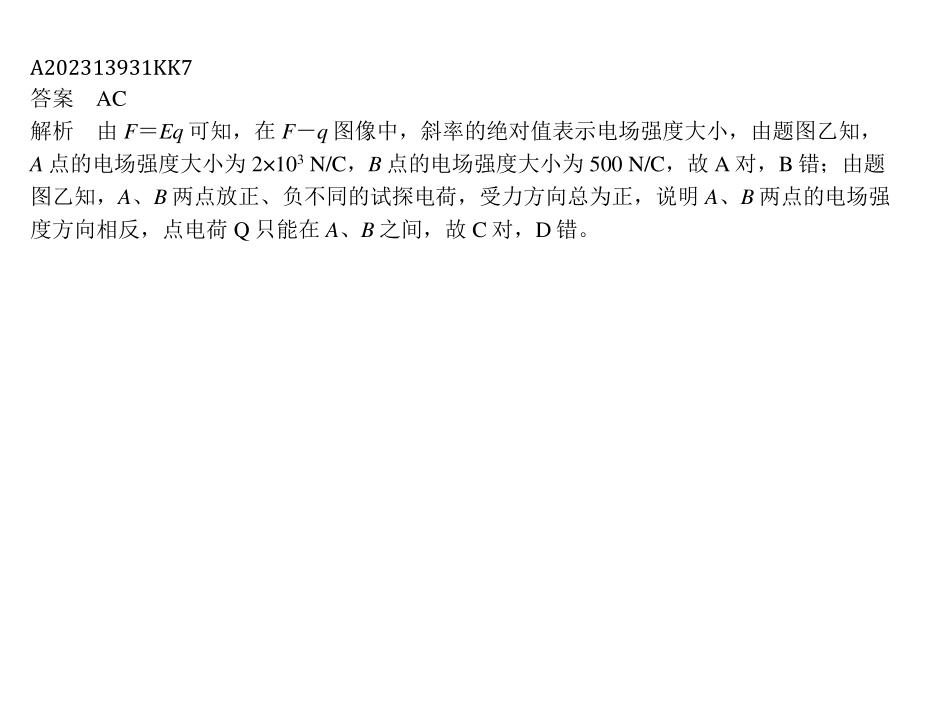 A202313931KK7
答案 AC
解析 由 F＝Eq 可知，在 F－q 图像中，斜率的绝对值表示电场强度大小，由题图乙知，
A 点的电场强度大小为 2×10³ N/C，B 点的电场强度大小为 500 N/C，故 A 对，B 错；由题
图乙知，A、B 两点放正、负不同的试探电荷，受力方向总为正，说明 A、B 两点的电场强
度方向相反，点电荷 Q 只能在 A、B 之间，故 C 对，D 错。